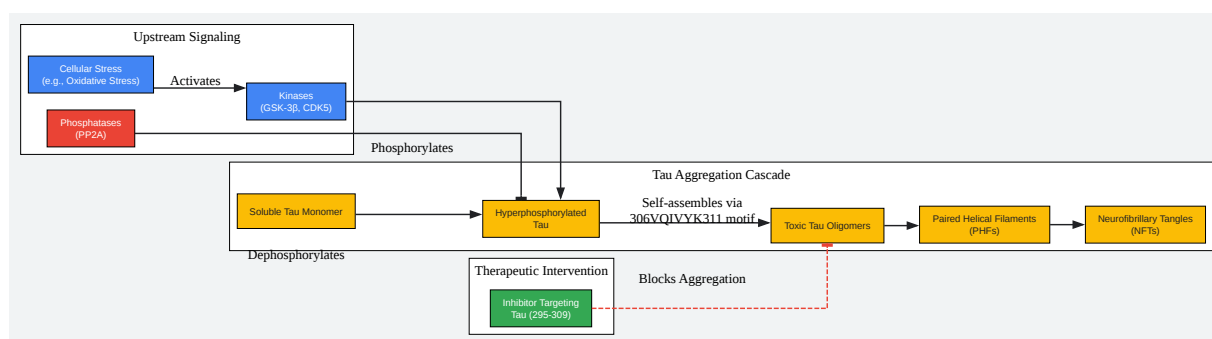 Upstream Signaling
Cellular Stress
(e.g., Oxidative Stress)
Activates
Kinases
(GSK-3β, CDK5)
Phosphatases
(PP2A)
Phosphorylates
Tau Aggregation Cascade
Soluble Tau Monomer
Hyperphosphorylated
Tau
Self-assembles via
306VQIVYK311 motif
Toxic Tau Oligomers
Paired Helical Filaments
(PHFs)
Neurofibrillary Tangles
(NFTs)
Dephosphorylates
Therapeutic Intervention
Inhibitor Targeting
Tau (295-309)
Blocks Aggregation